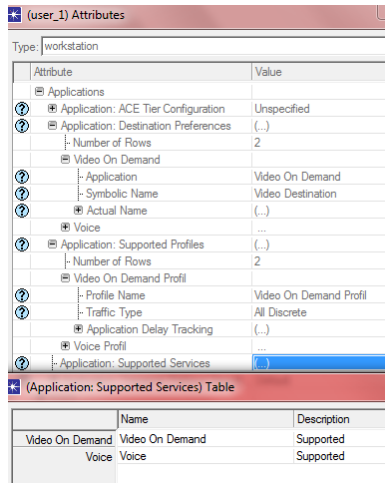 (user_1) Attributes
Type: workstation
Attribute Value
Applications
Application: ACE Tier Configuration Unspecified
Application: Destination Preferences (...)
Number of Rows 2
Video On Demand
Application Video On Demand
Symbolic Name Video Destination
Actual Name (...)
Voice ...
Application: Supported Profiles (...)
Number of Rows 2
Video On Demand Profil
Profile Name Video On Demand Profil
Traffic Type All Discrete
Application Delay Tracking (...)
Voice Profil ...
Application: Supported Services (...)
(Application: Supported Services) Table
Name Description
Video On Demand Video On Demand Supported
Voice Voice Supported